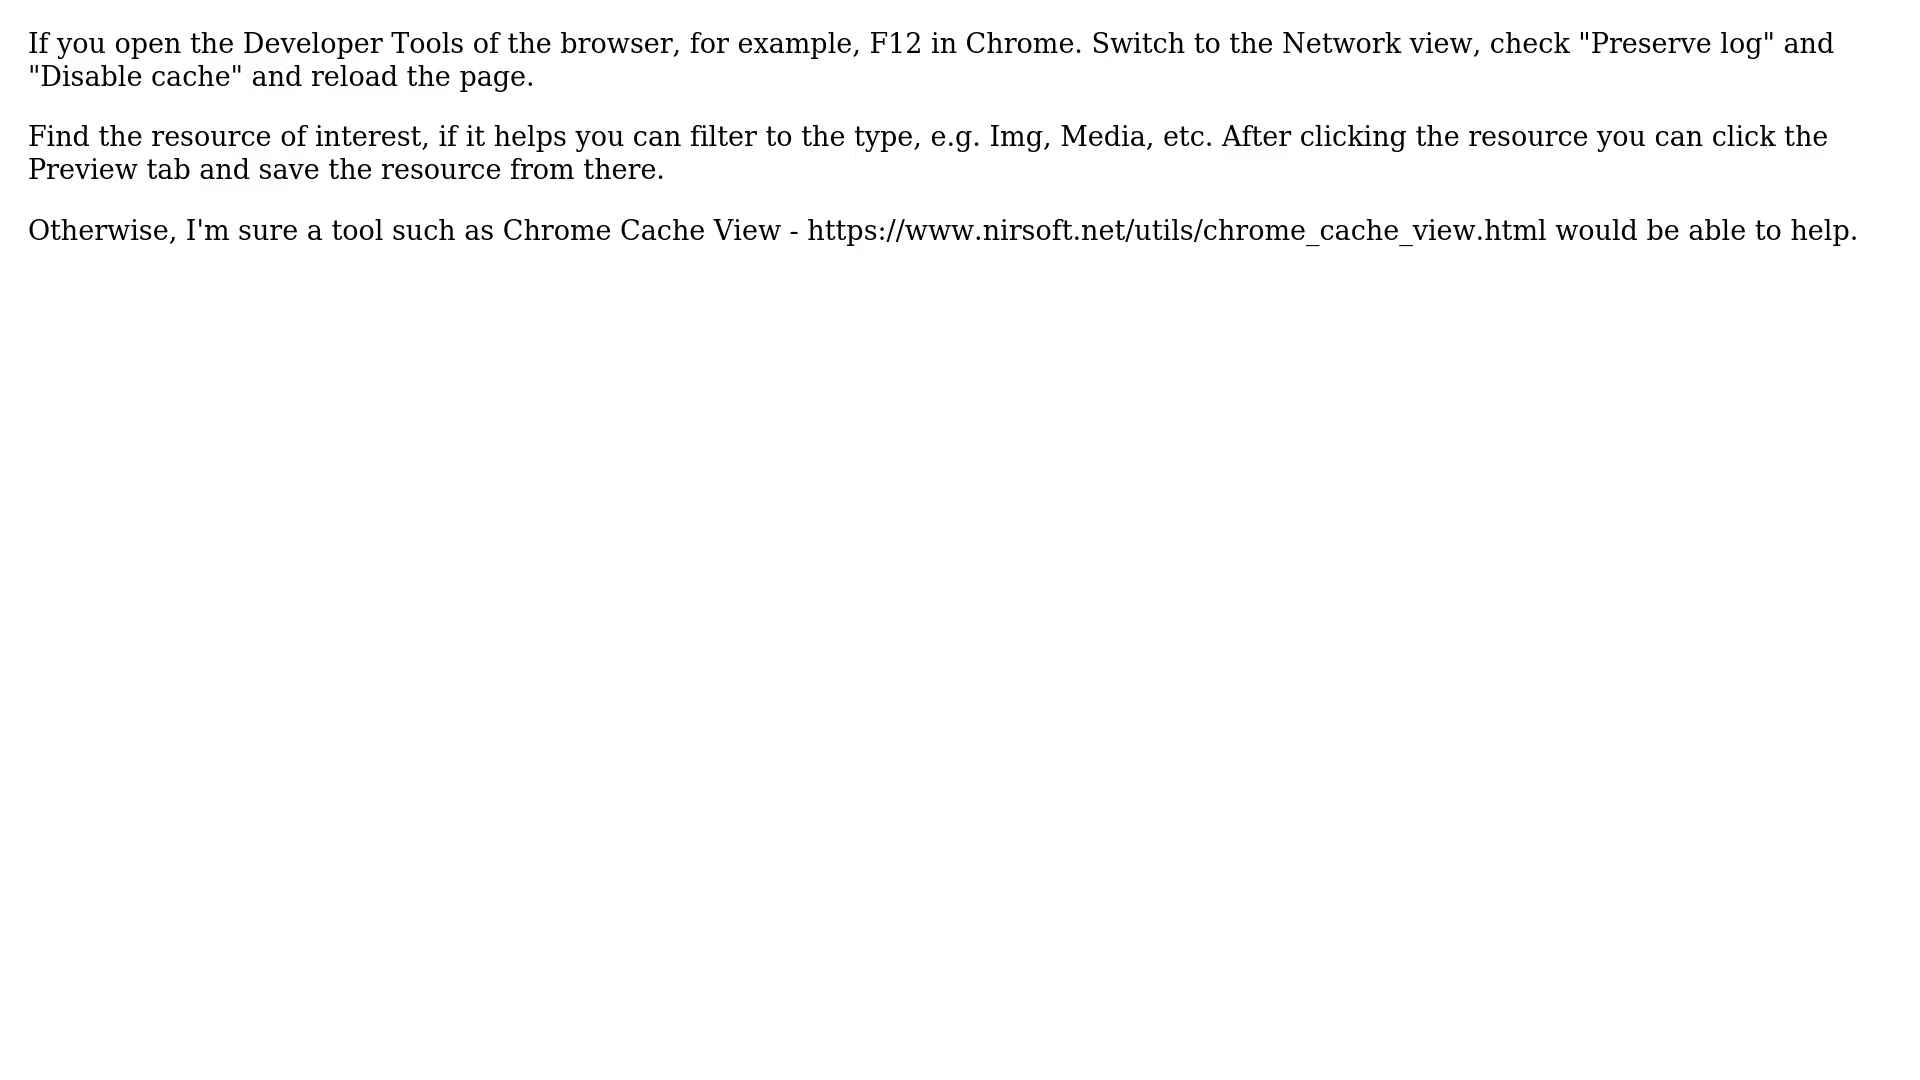 If you open the Developer Tools of the browser, for example, F12 in Chrome. Switch to the Network view, check "Preserve log" and
"Disable cache" and reload the page.
Find the resource of interest, if it helps you can filter to the type, e.g. Img, Media, etc. After clicking the resource you can click the
Preview tab and save the resource from there.
Otherwise, I'm sure a tool such as Chrome Cache View - https://www.nirsoft.net/utils/chrome_cache_view.html would be able to help.